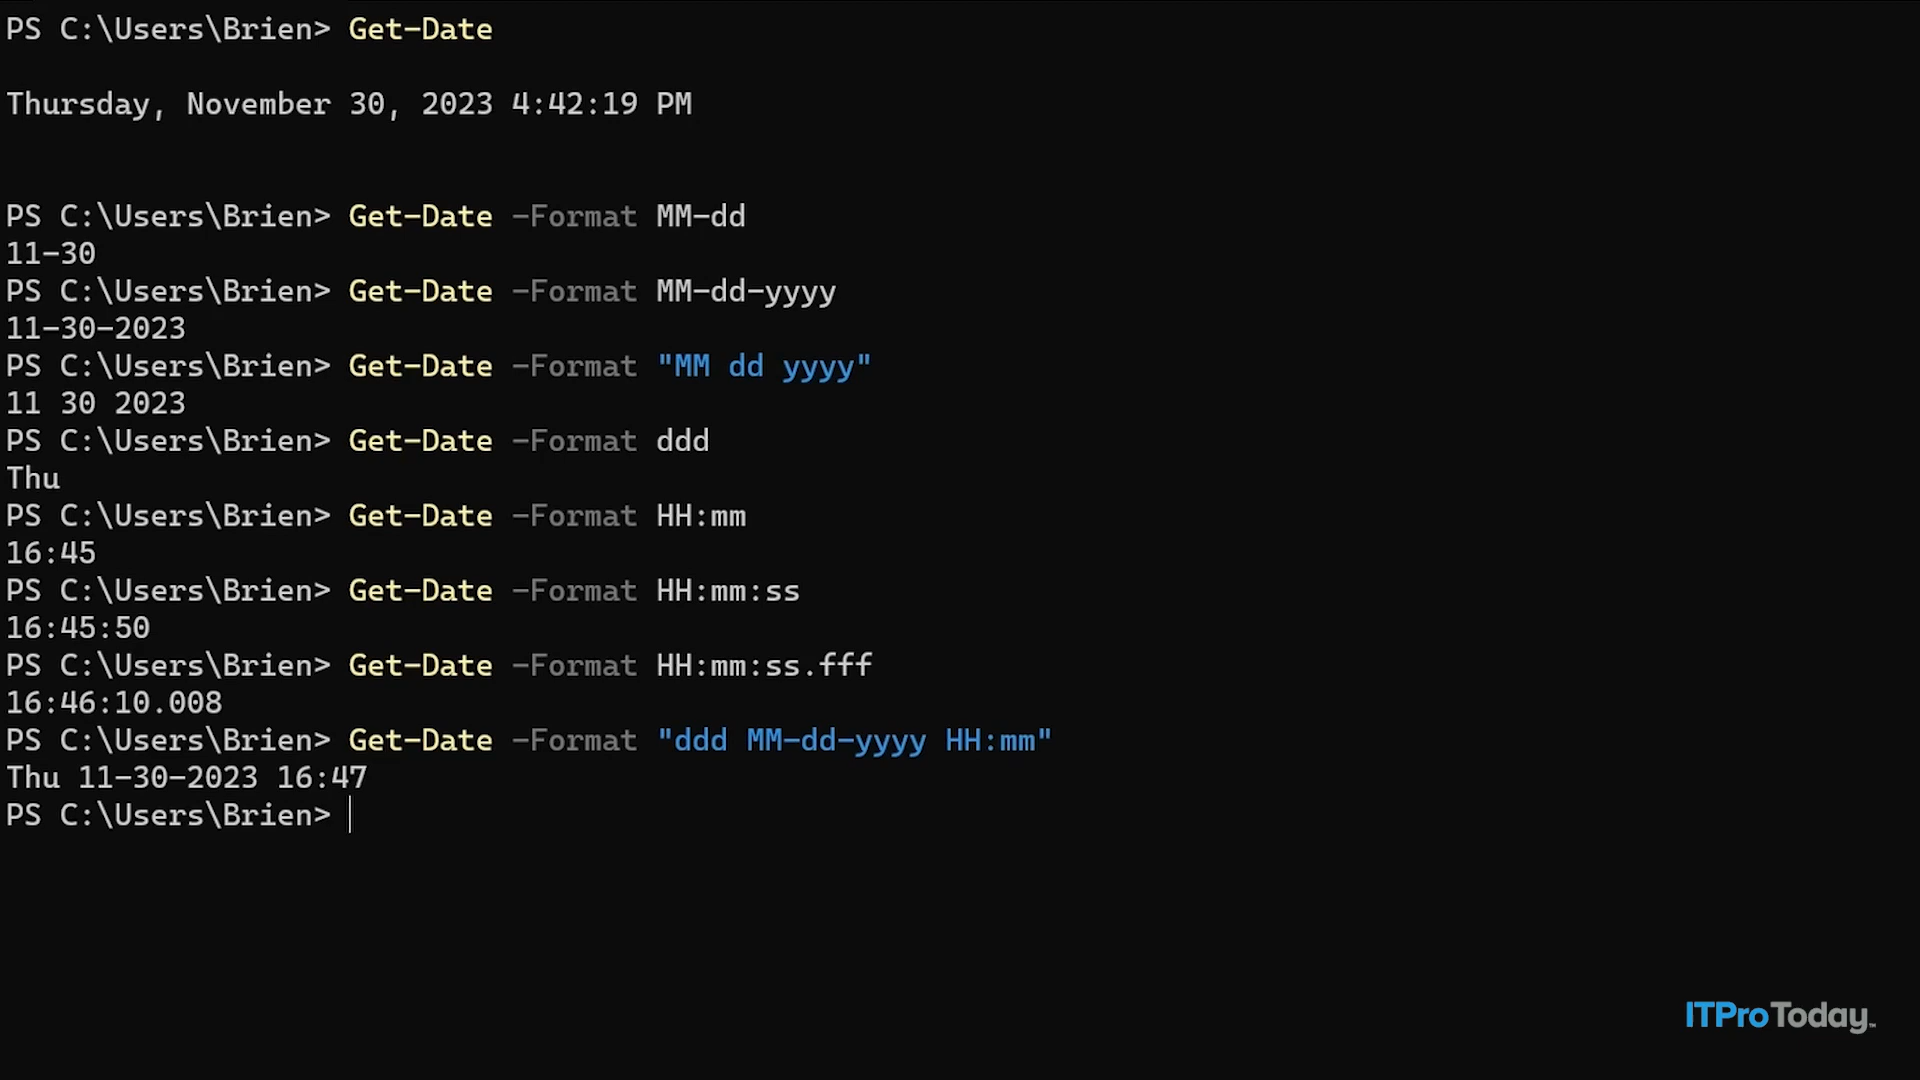 PS C:\Users\Brien> Get-Date
Thursday, November 30, 2023 4:42:19 PM
PS C:\Users\Brien> Get-Date -Format MM-dd
11-30
PS C:\Users\Brien> Get-Date -Format MM-dd-yyyy
11-30-2023
PS C:\Users\Brien> Get-Date -Format "MM dd yyyy"
11 30 2023
PS C:\Users\Brien> Get-Date -Format ddd
Thu
PS C:\Users\Brien> Get-Date -Format HH:mm
16:45
PS C:\Users\Brien> Get-Date -Format HH:mm:ss
16:45:50
PS C:\Users\Brien> Get-Date -Format HH:mm:ss.fff
16:46:10.008
PS C:\Users\Brien> Get-Date -Format "ddd MM-dd-yyyy HH:mm"
Thu 11-30-2023 16:47
PS C:\Users\Brien>
ITProToday™